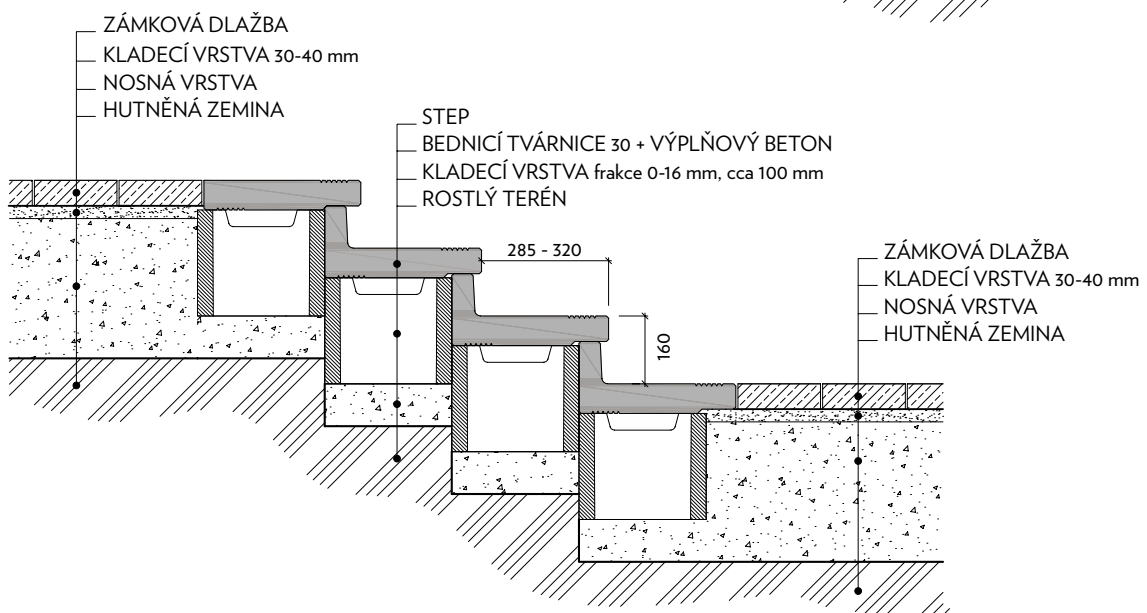 ZÁMKOVÁ DLAŽBA
KLADECÍ VRSTVA 30-40 mm
NOSNÁ VRSTVA
HUTNĚNÁ ZEMINA
STEP
BEDNICÍ TVÁRNICE 30 + VÝPLŇOVÝ BETON
KLADECÍ VRSTVA frakce 0-16 mm, cca 100 mm
ROSTLÝ TERÉN
285 - 320
160
ZÁMKOVÁ DLAŽBA
KLADECÍ VRSTVA 30-40 mm
NOSNÁ VRSTVA
HUTNĚNÁ ZEMINA